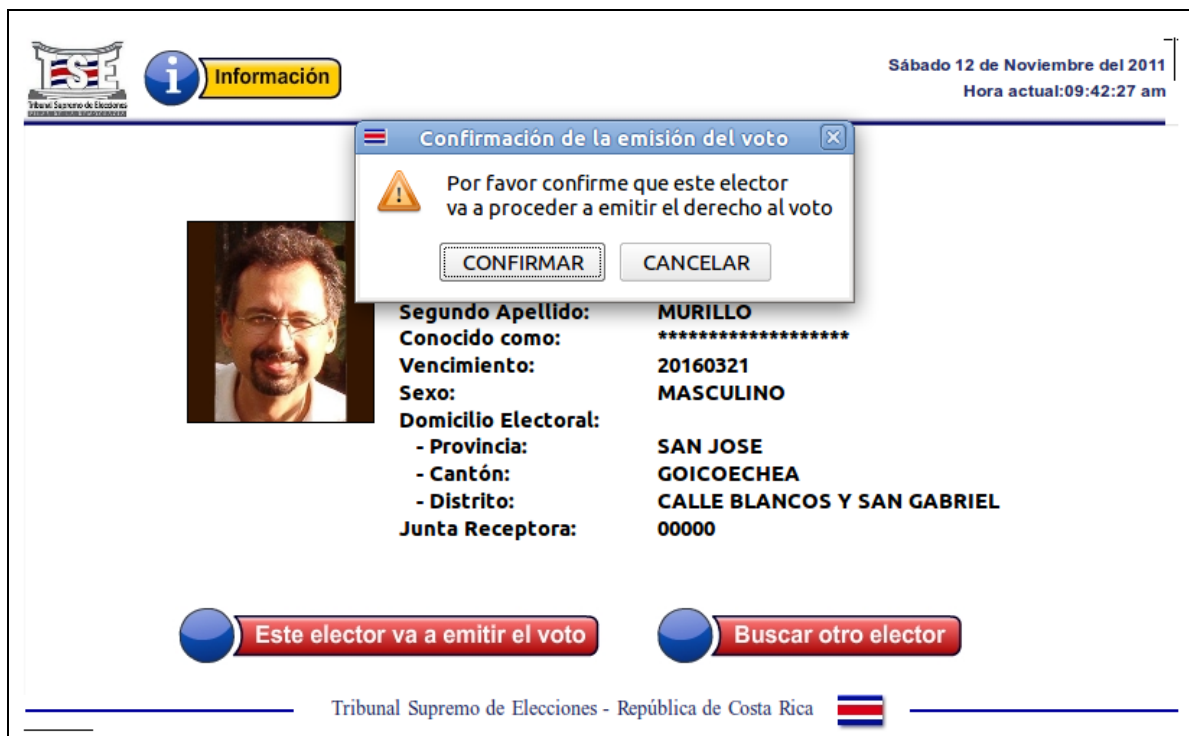 TSE
Tribunal Supremo de Elecciones
i Información
Sábado 12 de Noviembre del 2011
Hora actual:09:42:27 am
Confirmación de la emisión del voto
Por favor confirme que este elector
va a proceder a emitir el derecho al voto
CONFIRMAR CANCELAR
Segundo Apellido: MURILLO
Conocido como: *******************
Vencimiento: 20160321
Sexo: MASCULINO
Domicilio Electoral:
- Provincia: SAN JOSE
- Cantón: GOICOECHEA
- Distrito: CALLE BLANCOS Y SAN GABRIEL
Junta Receptora: 00000
Este elector va a emitir el voto Buscar otro elector
Tribunal Supremo de Elecciones - República de Costa Rica